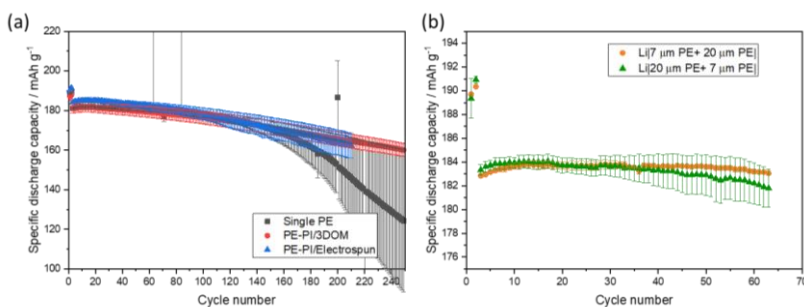 (a)
220
200
180
160
140
120
100
Specific discharge capacity / mAh g⁻¹
0 20 40 60 80 100 120 140 160 180 200 220 240
Cycle number
Single PE
PE-PI/3DOM
PE-PI/Electrospun
(b)
194
192
190
188
186
184
182
180
178
176
Specific discharge capacity / mAh g⁻¹
0 10 20 30 40 50 60 70
Cycle number
Li|7 μm PE+ 20 μm PE|
Li|20 μm PE+ 7 μm PE|